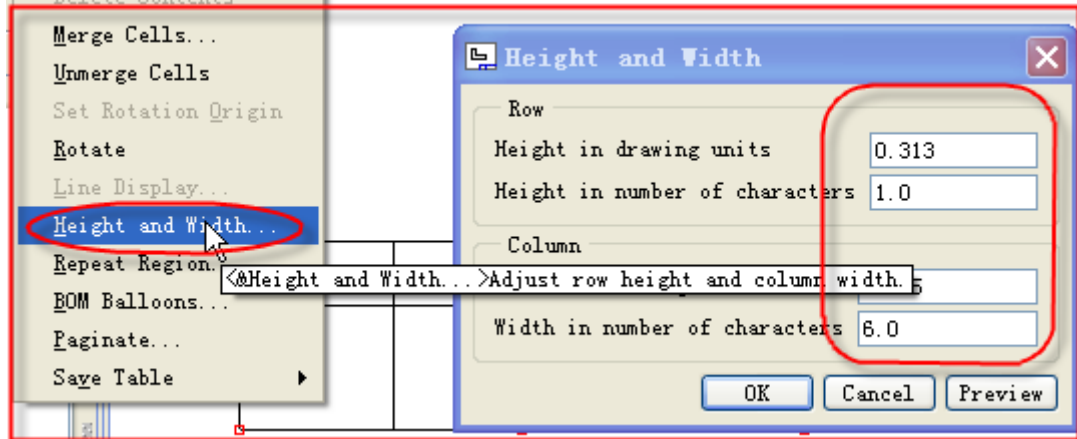 Delete Contents
Merge Cells...
Unmerge Cells
Set Rotation Origin
Rotate
Line Display...
Height and Width...
Repeat Region.
BOM Balloons...
Paginate...
Save Table
<&Height and Width...>Adjust row height and column width.
Height and Width
Row
Height in drawing units 0.313
Height in number of characters 1.0
Column
Width in number of characters 6.0
OK Cancel Preview